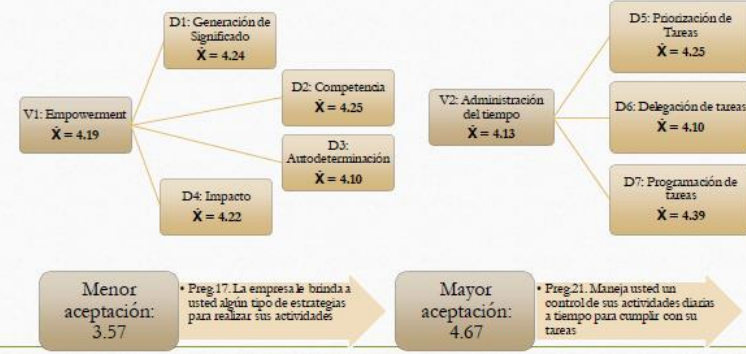 D1: Generación de
Significado
Ẋ = 4.24
D2: Competencia
Ẋ = 4.25
V1: Empowerment
Ẋ = 4.19
D3:
Autodeterminación
Ẋ = 4.10
D4: Impacto
Ẋ = 4.22
D5: Priorización de
Tareas
Ẋ = 4.25
V2: Administración
del tiempo
Ẋ = 4.13
D6: Delegación de tareas
Ẋ = 4.10
D7: Programación de
tareas
Ẋ = 4.39
Menor
aceptación:
3.57
• Preg.17. La empresa le brinda a
usted algún tipo de estrategias
para realizar sus actividades
Mayor
aceptación:
4.67
• Preg.21. Maneja usted un
control de sus actividades diarias
a tiempo para cumplir con su
tareas